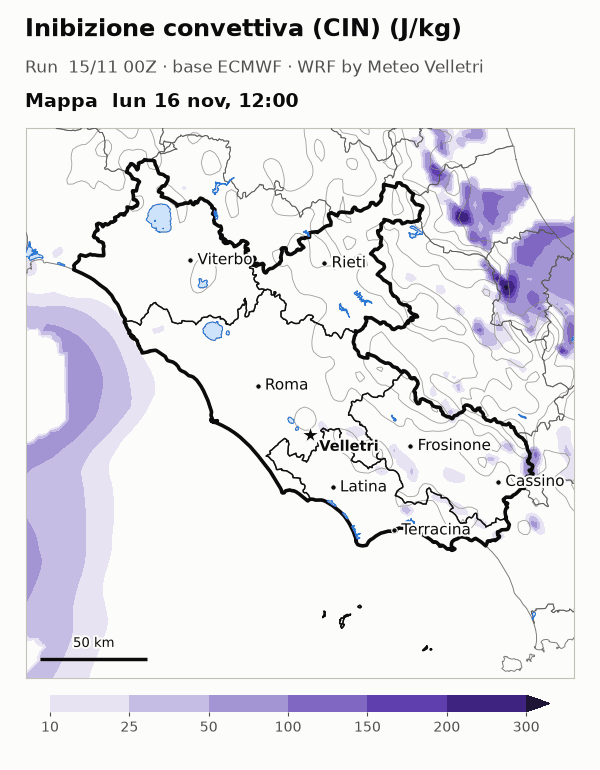 Inibizione convettiva (CIN) (J/kg)
Run  15/11 00Z · base ECMWF · WRF by Meteo Velletri
Mappa  lun 16 nov, 12:00
Viterbo
Rieti
Roma
Velletri
Frosinone
Latina
Cassino
Terracina
50 km
10 25 50 100 150 200 300